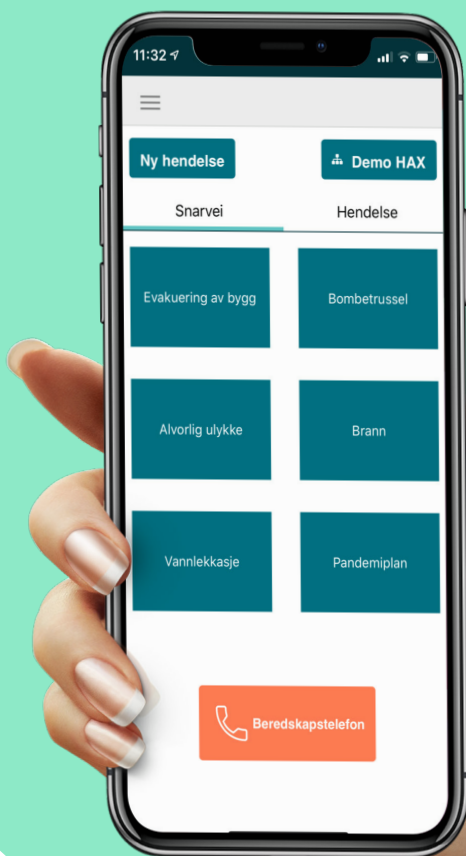 11:32
Ny hendelse
Demo HAX
Snarvei
Hendelse
Evakuering av bygg
Bombetrussel
Alvorlig ulykke
Brann
Vannlekkasje
Pandemiplan
Beredskapstelefon